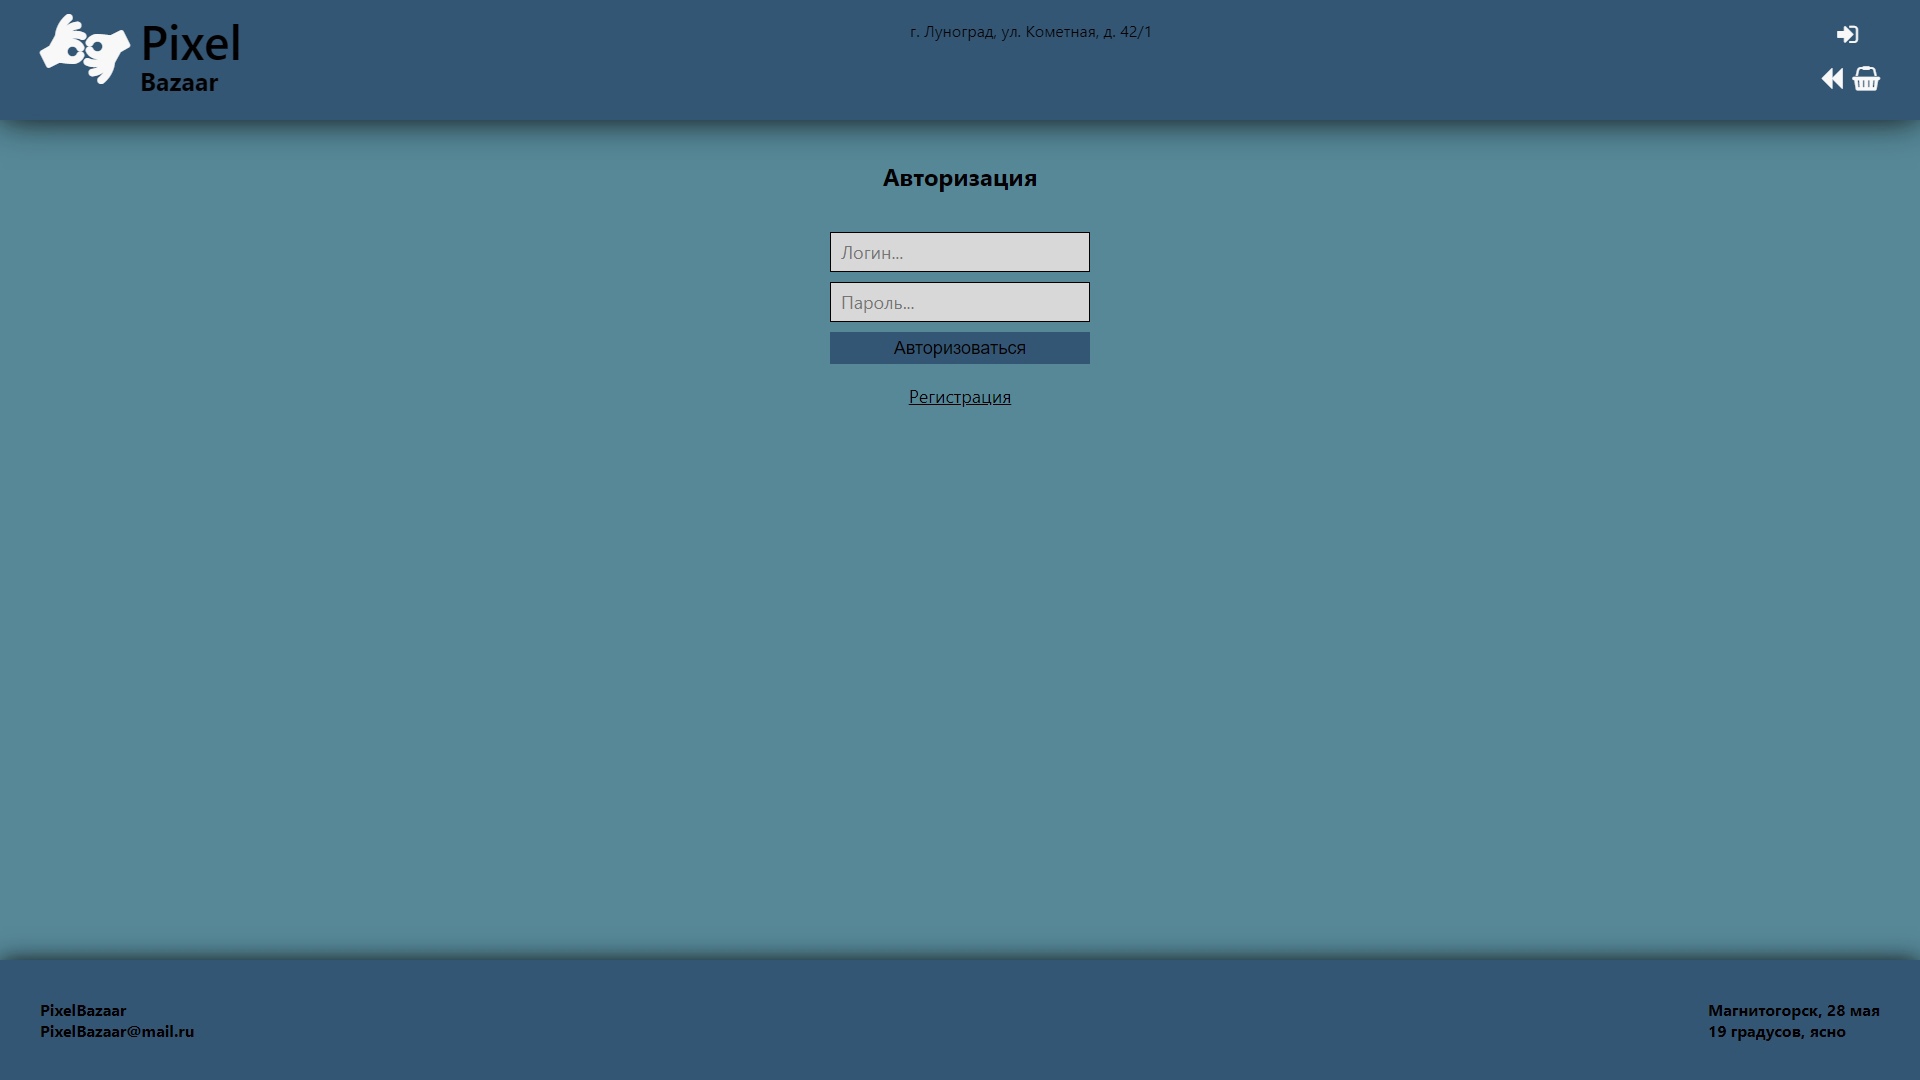 Pixel
Bazaar
г. Луноград, ул. Кометная, д. 42/1
Авторизация
Логин...
Пароль...
Авторизоваться
Регистрация
PixelBazaar
PixelBazaar@mail.ru
Магнитогорск, 28 мая
19 градусов, ясно